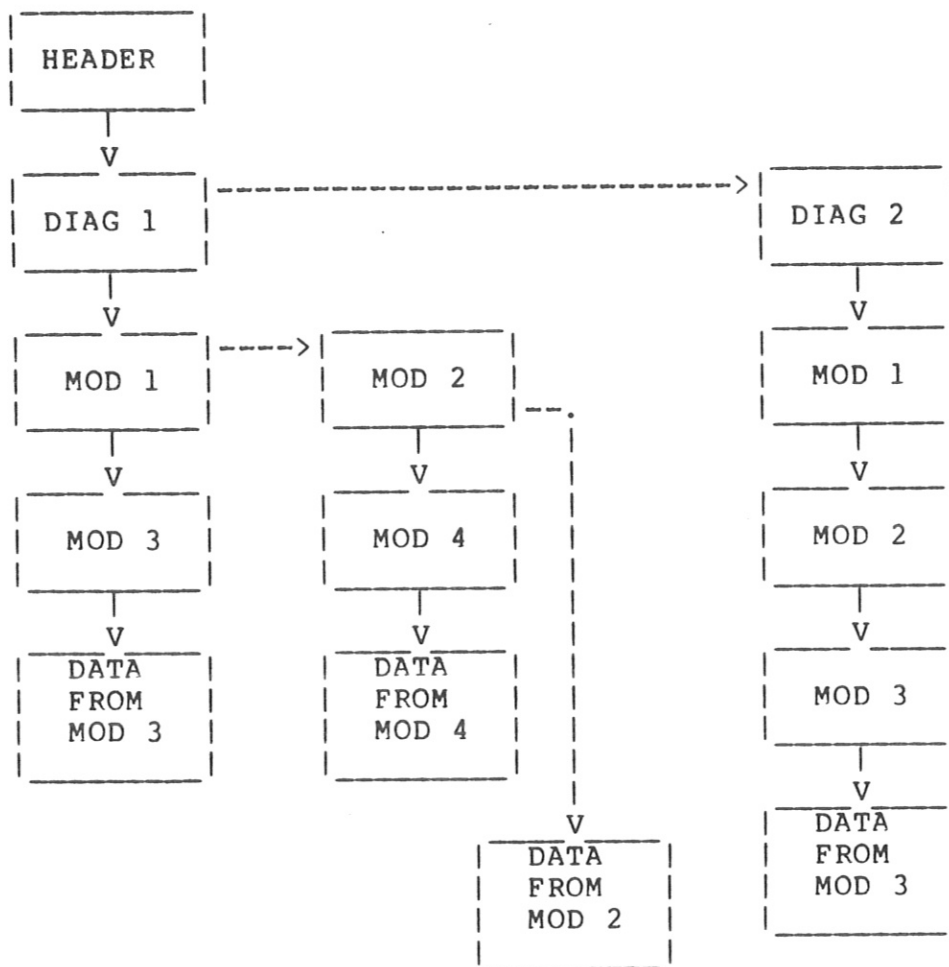 HEADER
V
DIAG 1
DIAG 2
V
V
MOD 1
MOD 2
MOD 1
V
V
V
MOD 3
MOD 4
MOD 2
V
V
V
DATA
FROM
MOD 3
DATA
FROM
MOD 4
MOD 3
V
V
DATA
FROM
MOD 2
DATA
FROM
MOD 3